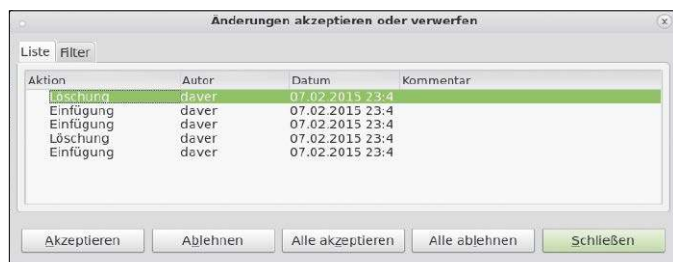 Änderungen akzeptieren oder verwerfen
Liste Filter
Aktion Autor Datum Kommentar
Löschung daver 07.02.2015 23:4
Einfügung daver 07.02.2015 23:4
Einfügung daver 07.02.2015 23:4
Löschung daver 07.02.2015 23:4
Einfügung daver 07.02.2015 23:4
Akzeptieren Ablehnen Alle akzeptieren Alle ablehnen Schließen